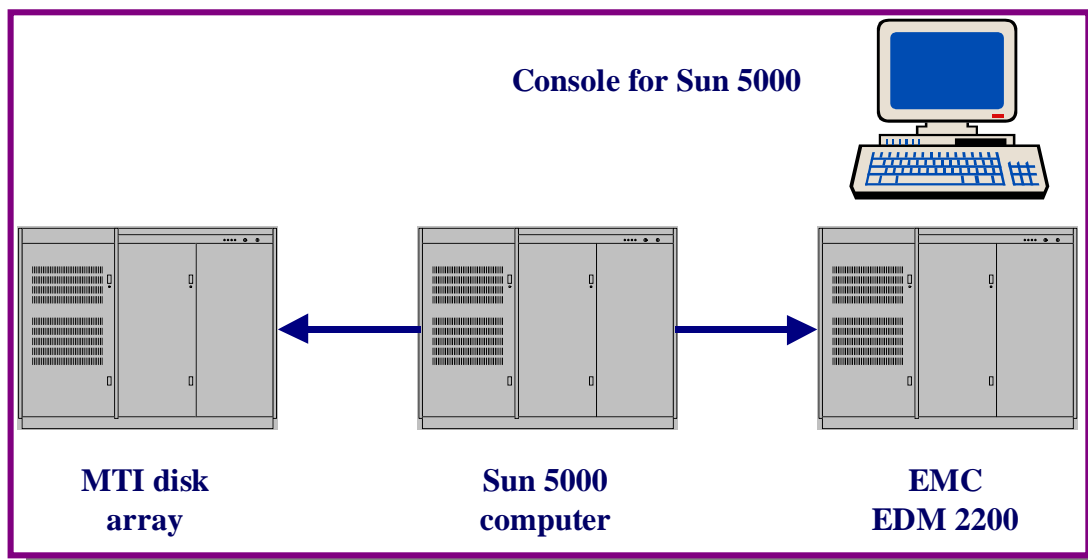 Console for Sun 5000
MTI disk
array
Sun 5000
computer
EMC
EDM 2200